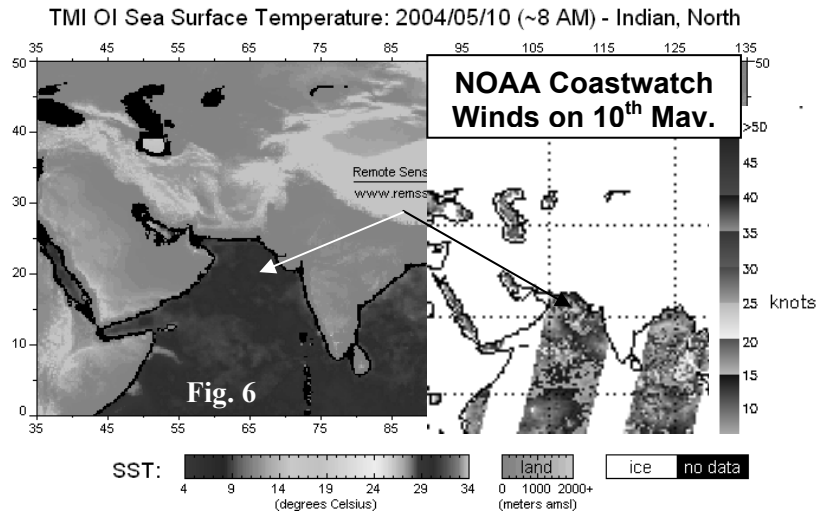 TMI OI Sea Surface Temperature: 2004/05/10 (~8 AM) - Indian, North
35 45 55 65 75 85 95 105 115 125 135
NOAA Coastwatch
Winds on 10th Mav.
50
40
30
20
10
0
50
>50
45
40
35
30
25
20
15
10
knots
Remote Sens
www.remss
Fig. 6
35 45 55 65 75 85
SST:
4 9 14 19 24 29 34
(degrees Celsius)
land
0 1000 2000+
(meters amsl)
ice no data